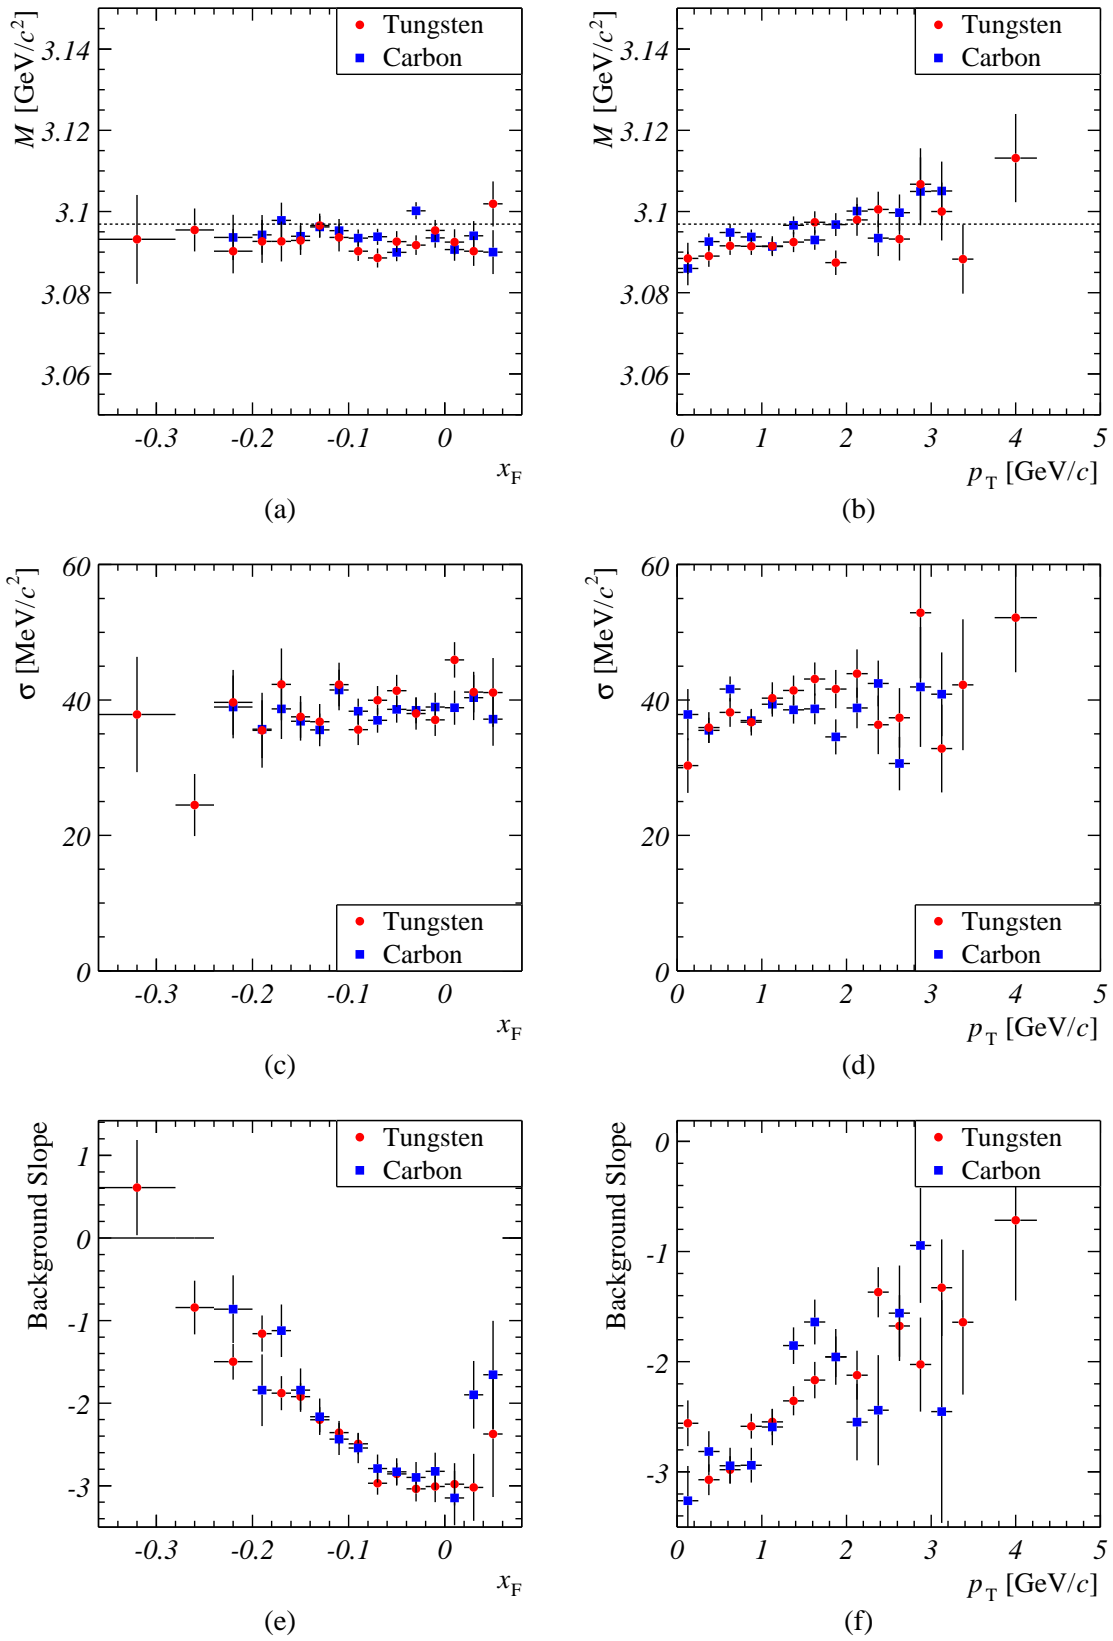 M [GeV/c²]
3.14
3.12
3.1
3.08
3.06
Tungsten
Carbon
-0.3 -0.2 -0.1 0
x_F
(a)
M [GeV/c²]
3.14
3.12
3.1
3.08
3.06
Tungsten
Carbon
0 1 2 3 4 5
p_T [GeV/c]
(b)
σ [MeV/c²]
60
40
20
0
Tungsten
Carbon
-0.3 -0.2 -0.1 0
x_F
(c)
σ [MeV/c²]
60
40
20
0
Tungsten
Carbon
0 1 2 3 4 5
p_T [GeV/c]
(d)
Background Slope
1
0
-1
-2
-3
Tungsten
Carbon
-0.3 -0.2 -0.1 0
x_F
(e)
Background Slope
0
-1
-2
-3
Tungsten
Carbon
0 1 2 3 4 5
p_T [GeV/c]
(f)